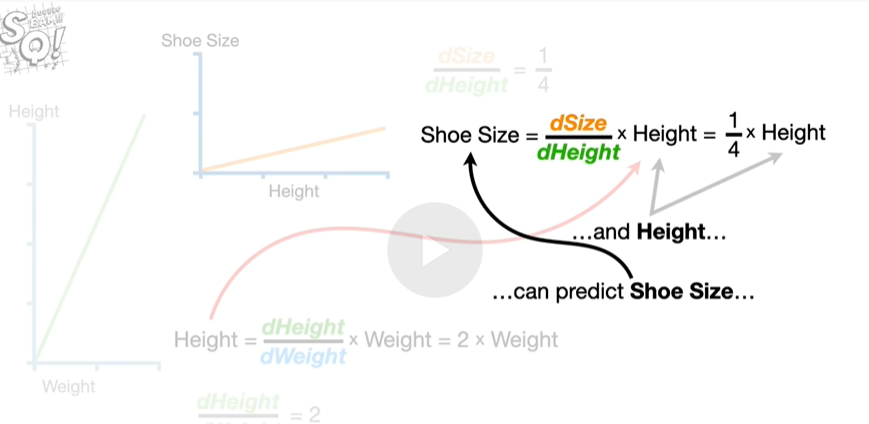 SQ!
Shoe Size
dSize
dHeight
= 1
4
Height
Shoe Size = dSize
dHeight
× Height = 1
4
× Height
Height
...and Height...
...can predict Shoe Size...
Height = dHeight
dWeight
× Weight = 2 × Weight
Weight
dHeight
= 2